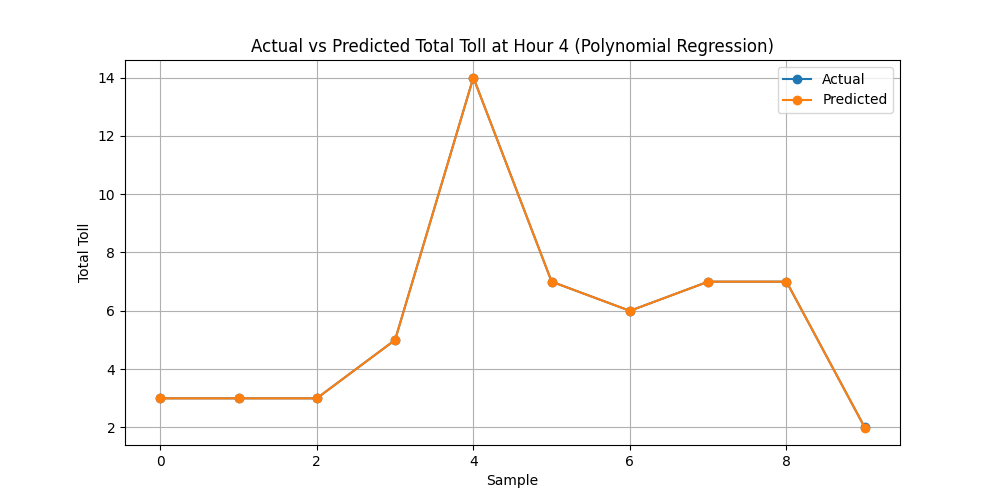 Actual vs Predicted Total Toll at Hour 4 (Polynomial Regression)
Actual
Predicted
14
12
10
8
6
4
2
Total Toll
0 2 4 6 8
Sample